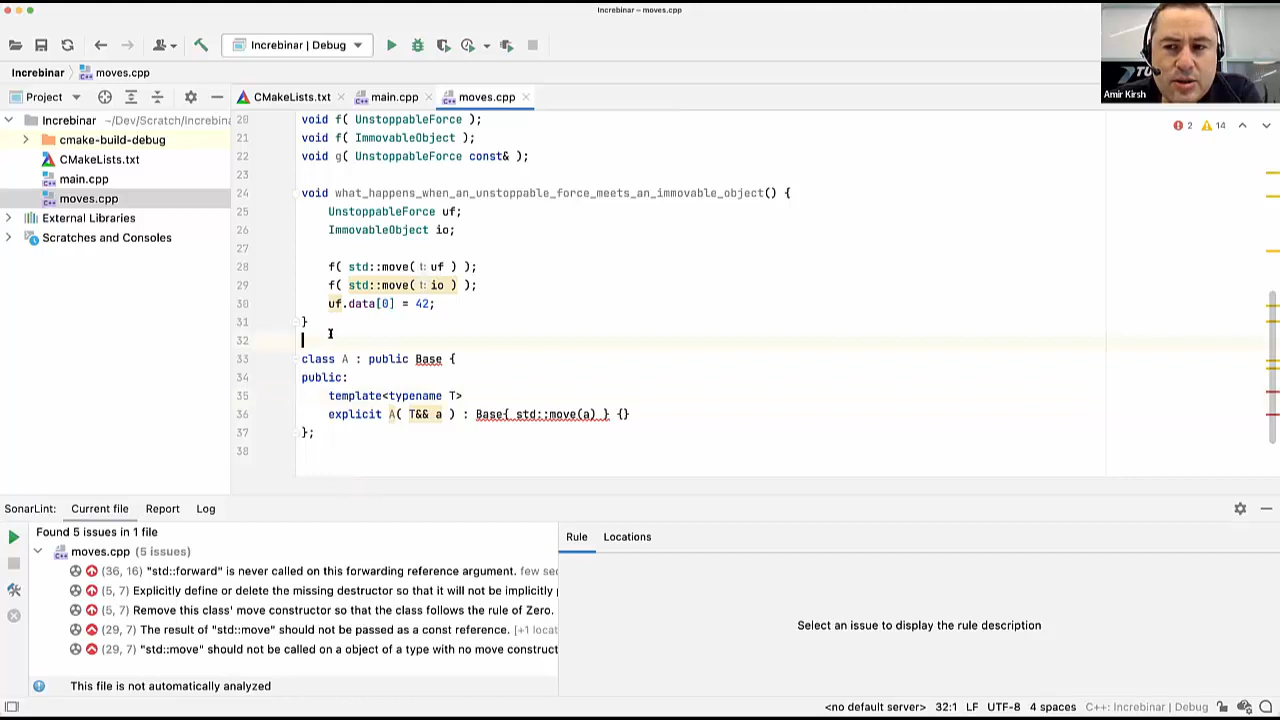 Increbinar – moves.cpp
Increbinar | Debug
Increbinar
moves.cpp
Amir Kirsh
Project
CMakeLists.txt
main.cpp
moves.cpp
Increbinar ~/Dev/Scratch/Increbina
cmake-build-debug
CMakeLists.txt
main.cpp
moves.cpp
External Libraries
Scratches and Consoles
2 14
20 void f( UnstoppableForce );
21 void f( ImmovableObject );
22 void g( UnstoppableForce const& );
23
24 void what_happens_when_an_unstoppable_force_meets_an_immovable_object() {
25 UnstoppableForce uf;
26 ImmovableObject io;
27
28 f( std::move( t: uf ) );
29 f( std::move( t: io ) );
30 uf.data[0] = 42;
31 }
32
33 class A : public Base {
34 public:
35 template<typename T>
36 explicit A( T&& a ) : Base{ std::move(a) } {}
37 };
38
SonarLint: Current file Report Log
Found 5 issues in 1 file
moves.cpp (5 issues)
(36, 16) "std::forward" is never called on this forwarding reference argument. few sec
(5, 7) Explicitly define or delete the missing destructor so that it will not be implicitly
(5, 7) Remove this class' move constructor so that the class follows the rule of Zero.
(29, 7) The result of "std::move" should not be passed as a const reference. [+1 locat
(29, 7) "std::move" should not be called on a object of a type with no move construct
This file is not automatically analyzed
Rule Locations
Select an issue to display the rule description
<no default server> 32:1 LF UTF-8 4 spaces C++: Increbinar | Debug